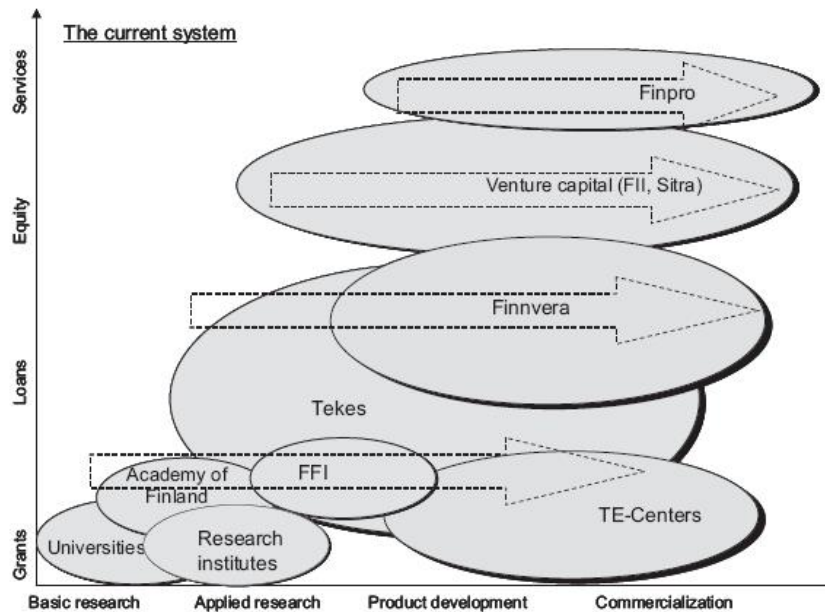 The current system
Services
Finpro
Venture capital (FII, Sitra)
Equity
Finnvera
Loans
Tekes
Academy of
Finland
FFI
TE-Centers
Universities
Research
institutes
Grants
Basic research
Applied research
Product development
Commercialization